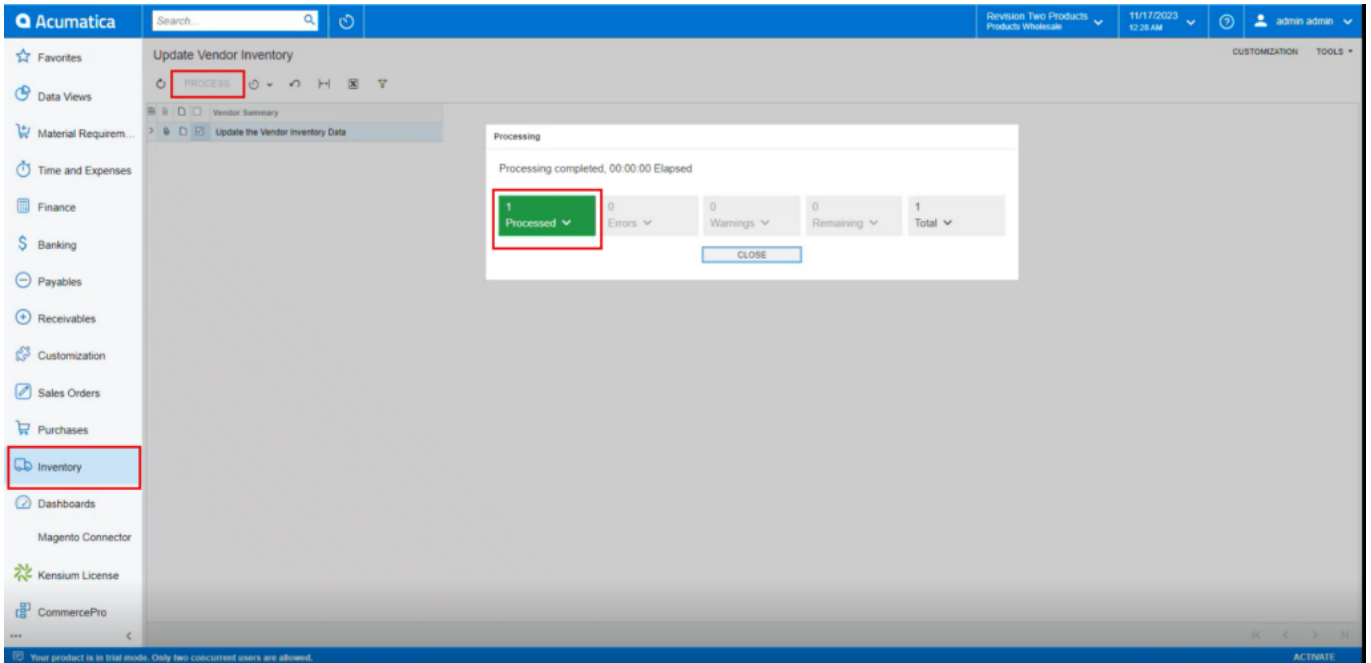 Acumatica
Search...
Revision Two Products
Products Wholesale
11/17/2023
12:28 AM
admin admin
Favorites
Data Views
Material Requirem...
Time and Expenses
Finance
Banking
Payables
Receivables
Customization
Sales Orders
Purchases
Inventory
Dashboards
Magento Connector
Kensium License
CommercePro
Update Vendor Inventory
CUSTOMIZATION TOOLS
PROCESS
Vendor Summary
Update the Vendor Inventory Data
Processing
Processing completed, 00:00:00 Elapsed
1 0 0 0 1
Processed Errors Warnings Remaining Total
CLOSE
Your product is in trial mode. Only two concurrent users are allowed.
ACTIVATE